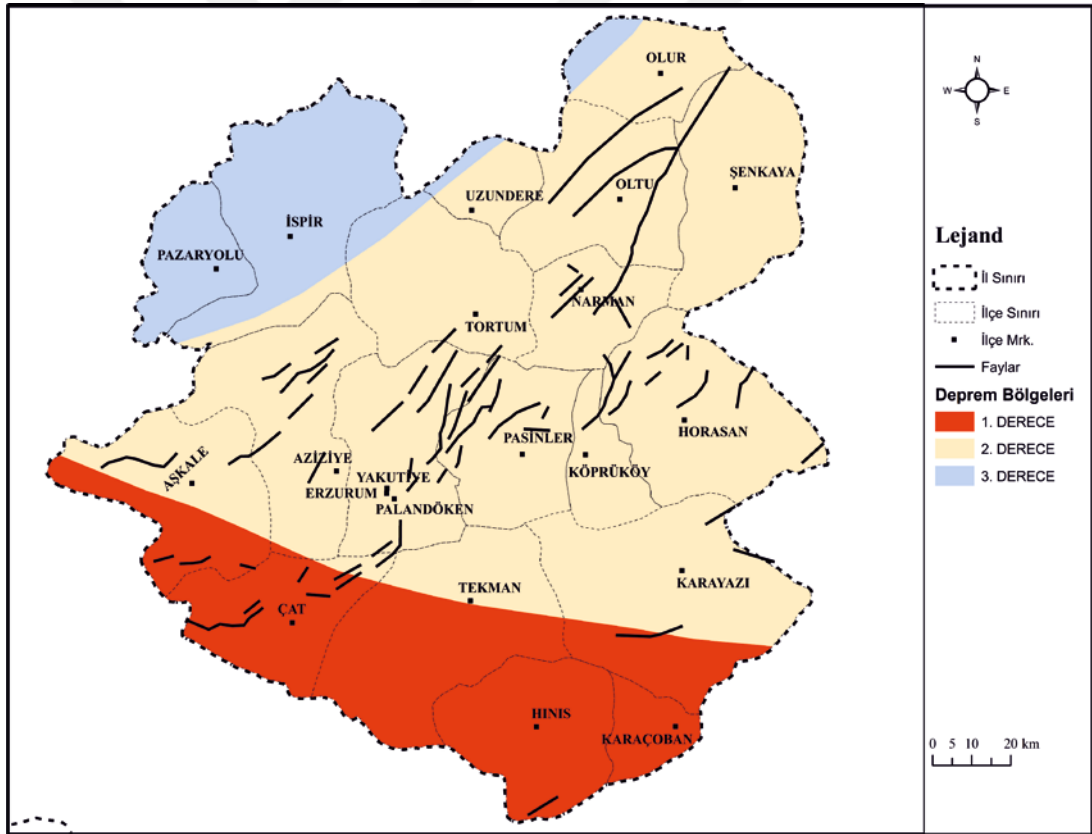 OLUR
N
W
E
S
ŞENKAYA
OLTU
UZUNDERE
İSPİR
PAZARYOLU
NARMAN
TORTUM
HORASAN
PASİNLER
KÖPRÜKÖY
AŞKALE
AZİZİYE
YAKUTİYE
ERZURUM
PALANDÖKEN
KARAYAZI
TEKMAN
ÇAT
HINIS
KARAÇOBAN
Lejand
İl Sınırı
İlçe Sınırı
İlçe Mrk.
Faylar
Deprem Bölgeleri
1. DERECE
2. DERECE
3. DERECE
0 5 10 20 km